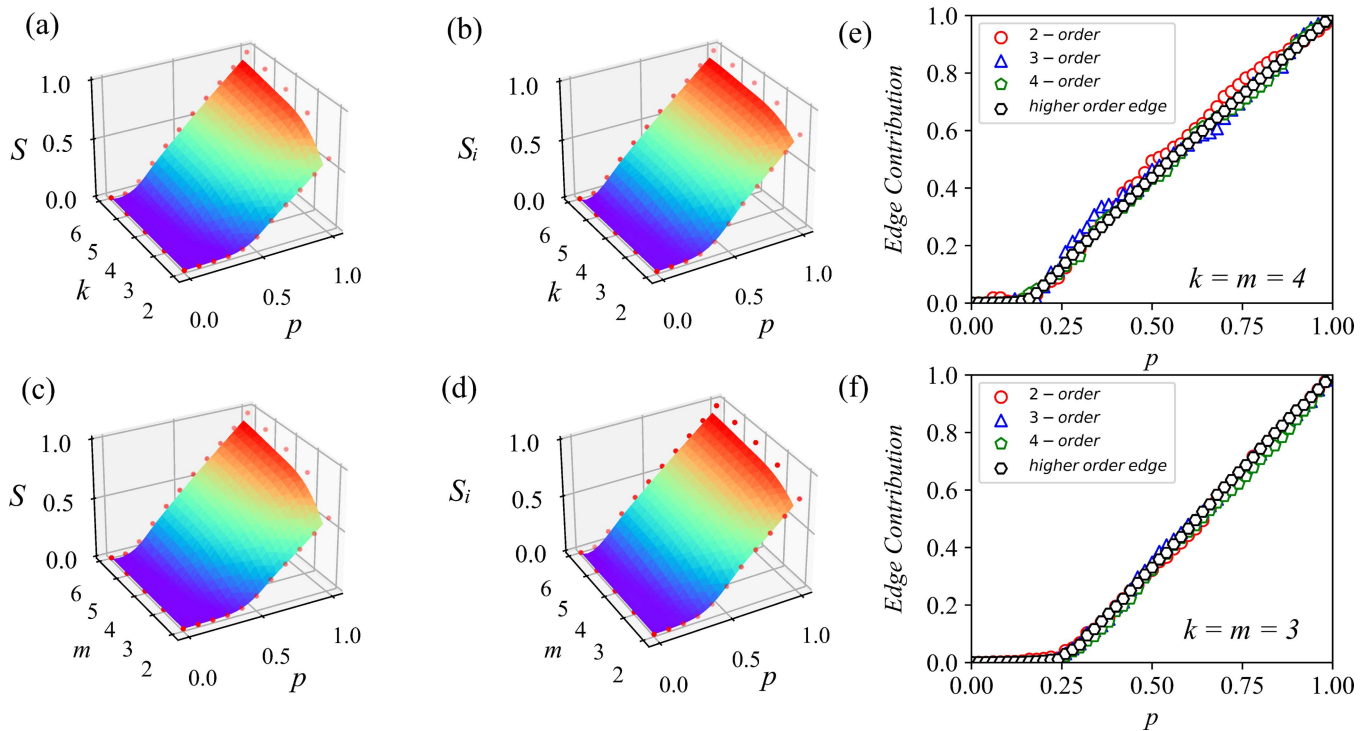 (a)
1.0
0.5
0.0
S
6
5
4
3
2
k
0.0
0.5
1.0
p
(b)
1.0
0.5
0.0
S i
6
5
4
3
2
k
0.0
0.5
1.0
p
(e)
1.0
0.8
0.6
0.4
0.2
0.0
Edge Contribution
2 − order
3 − order
4 − order
higher order edge
k = m = 4
0.00 0.25 0.50 0.75 1.00
p
(c)
1.0
0.5
0.0
S
6
5
4
3
2
m
0.0
0.5
1.0
p
(d)
1.0
0.5
0.0
S i
6
5
4
3
2
m
0.0
0.5
1.0
p
(f)
1.0
0.8
0.6
0.4
0.2
0.0
Edge Contribution
2 − order
3 − order
4 − order
higher order edge
k = m = 3
0.00 0.25 0.50 0.75 1.00
p